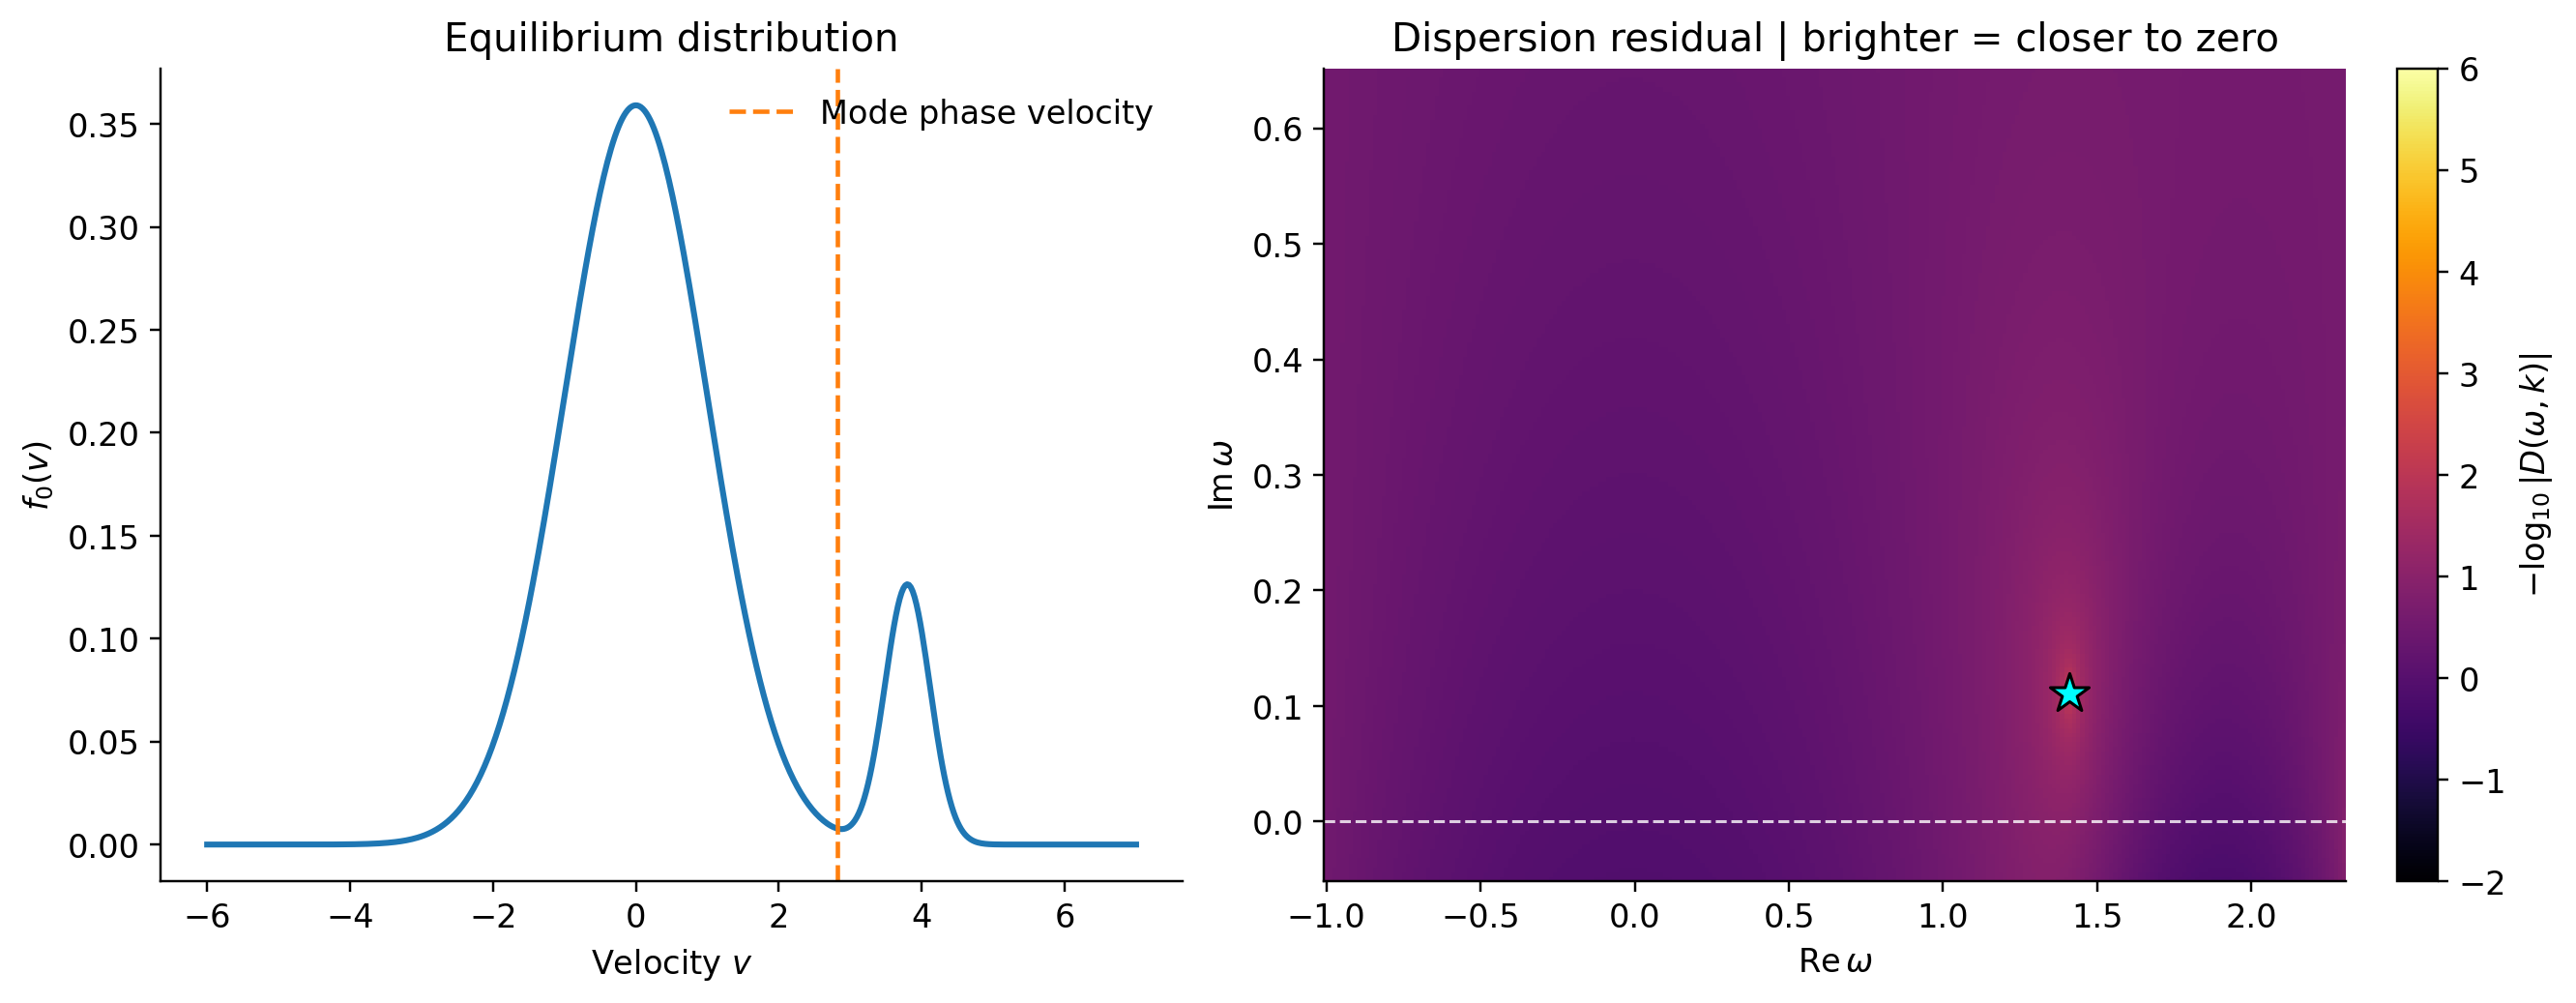 Equilibrium distribution
Mode phase velocity
f₀(v)
0.35
0.30
0.25
0.20
0.15
0.10
0.05
0.00
−6 −4 −2 0 2 4 6
Velocity v
Dispersion residual | brighter = closer to zero
Im ω
0.6
0.5
0.4
0.3
0.2
0.1
0.0
−1.0 −0.5 0.0 0.5 1.0 1.5 2.0
Re ω
6
5
4
3
2
1
0
−1
−2
−log₁₀ |D(ω, k)|